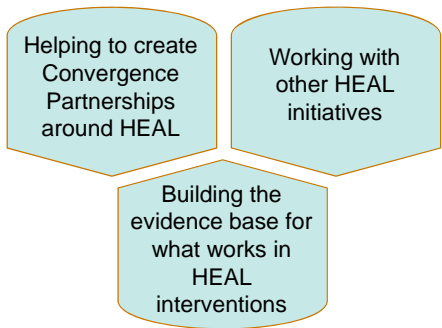 Helping to create
Convergence
Partnerships
around HEAL
Working with
other HEAL
initiatives
Building the
evidence base for
what works in
HEAL
interventions